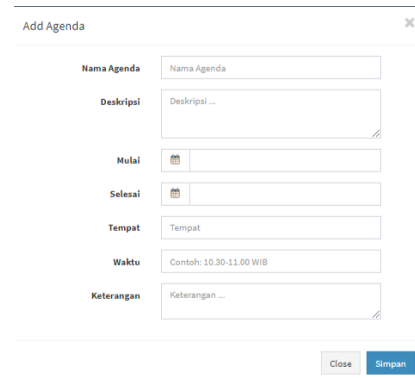 Add Agenda ×
Nama Agenda Nama Agenda
Deskripsi Deskripsi ...
Mulai
Selesai
Tempat Tempat
Waktu Contoh: 10.30-11.00 WIB
Keterangan Keterangan ...
Close Simpan